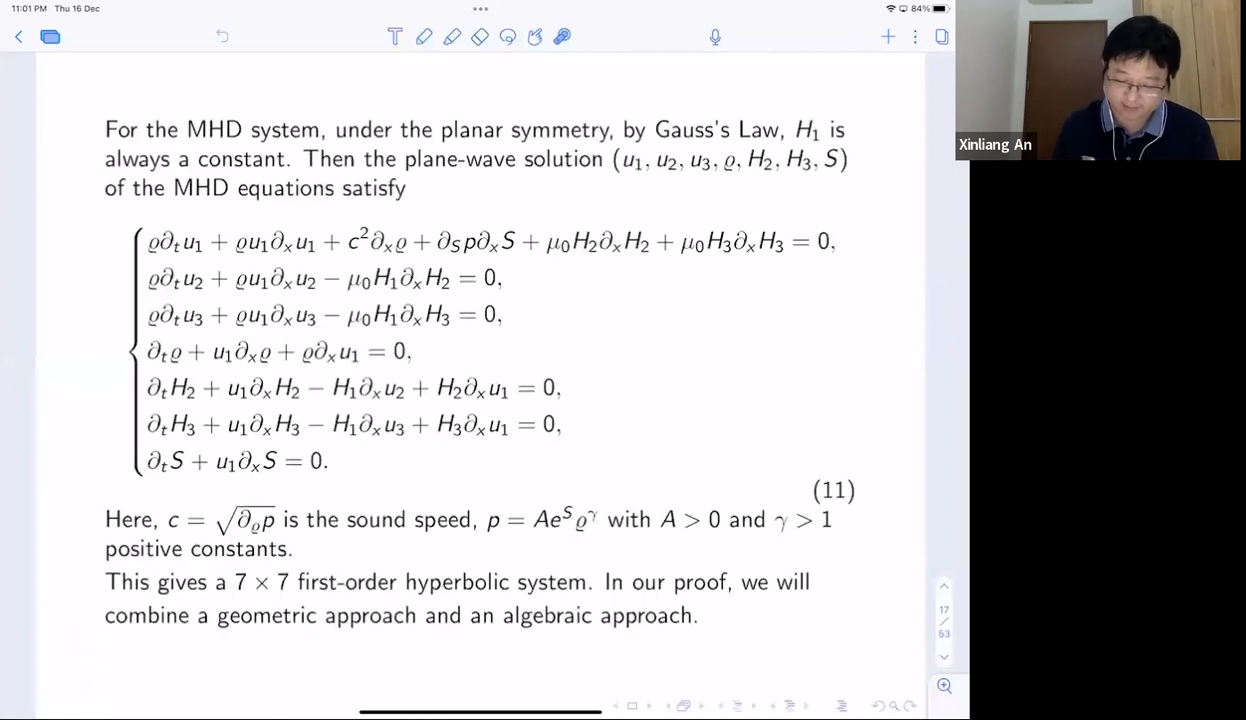 11:01 PM Thu 16 Dec
84%
For the MHD system, under the planar symmetry, by Gauss's Law, H₁ is
always a constant. Then the plane-wave solution (u₁, u₂, u₃, ϱ, H₂, H₃, S)
of the MHD equations satisfy
ϱ∂ₜu₁ + ϱu₁∂ₓu₁ + c²∂ₓϱ + ∂_Sp∂ₓS + μ₀H₂∂ₓH₂ + μ₀H₃∂ₓH₃ = 0,
ϱ∂ₜu₂ + ϱu₁∂ₓu₂ − μ₀H₁∂ₓH₂ = 0,
ϱ∂ₜu₃ + ϱu₁∂ₓu₃ − μ₀H₁∂ₓH₃ = 0,
∂ₜϱ + u₁∂ₓϱ + ϱ∂ₓu₁ = 0,
∂ₜH₂ + u₁∂ₓH₂ − H₁∂ₓu₂ + H₂∂ₓu₁ = 0,
∂ₜH₃ + u₁∂ₓH₃ − H₁∂ₓu₃ + H₃∂ₓu₁ = 0,
∂ₜS + u₁∂ₓS = 0.
(11)
Here, c = √∂_ϱp is the sound speed, p = Ae^Sϱ^γ with A > 0 and γ > 1
positive constants.
This gives a 7 × 7 first-order hyperbolic system. In our proof, we will
combine a geometric approach and an algebraic approach.
17
/
53
Xinliang An